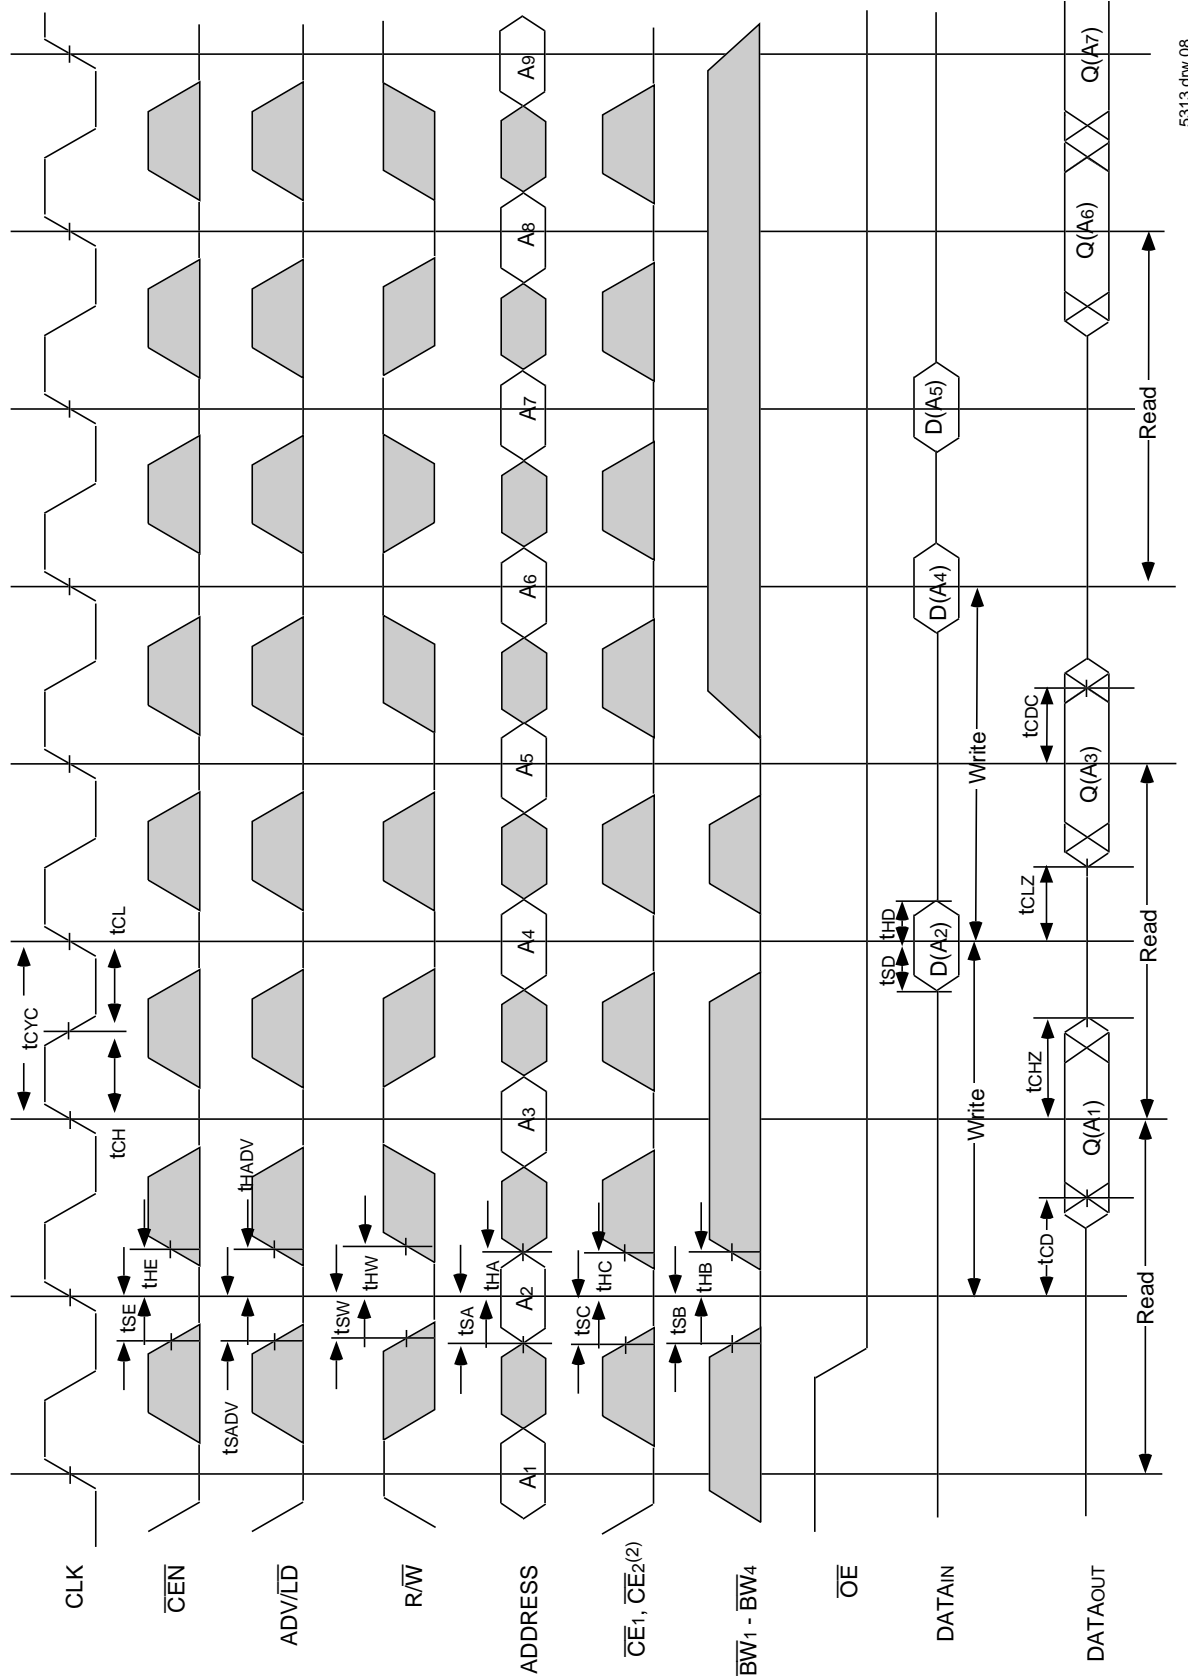 CLK
tCYC
tCH
tCL
CEN
tSE
tHE
ADV/LD
tSADV
tHADV
R/W
tSW
tHW
ADDRESS
A1
A2
A3
A4
A5
A6
A7
A8
A9
tSA
tHA
CE1, CE2(2)
tSC
tHC
BW1 - BW4
tSB
tHB
OE
DATAIN
D(A2)
D(A4)
D(A5)
tSD
tHD
Write
Write
DATAOUT
Q(A1)
Q(A3)
Q(A6)
Q(A7)
tCD
tCHZ
tCLZ
tCDC
Read
Read
Read
5313 drw 08